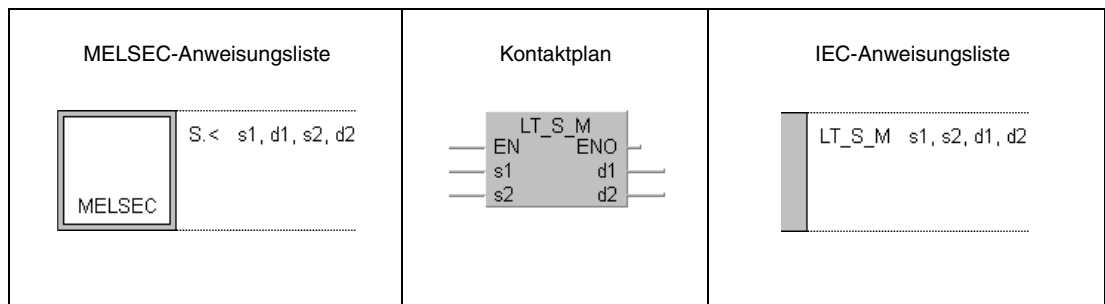 MELSEC-Anweisungsliste
S.< s1, d1, s2, d2
MELSEC
Kontaktplan
LT_S_M
EN ENO
s1 d1
s2 d2
IEC-Anweisungsliste
LT_S_M s1, s2, d1, d2